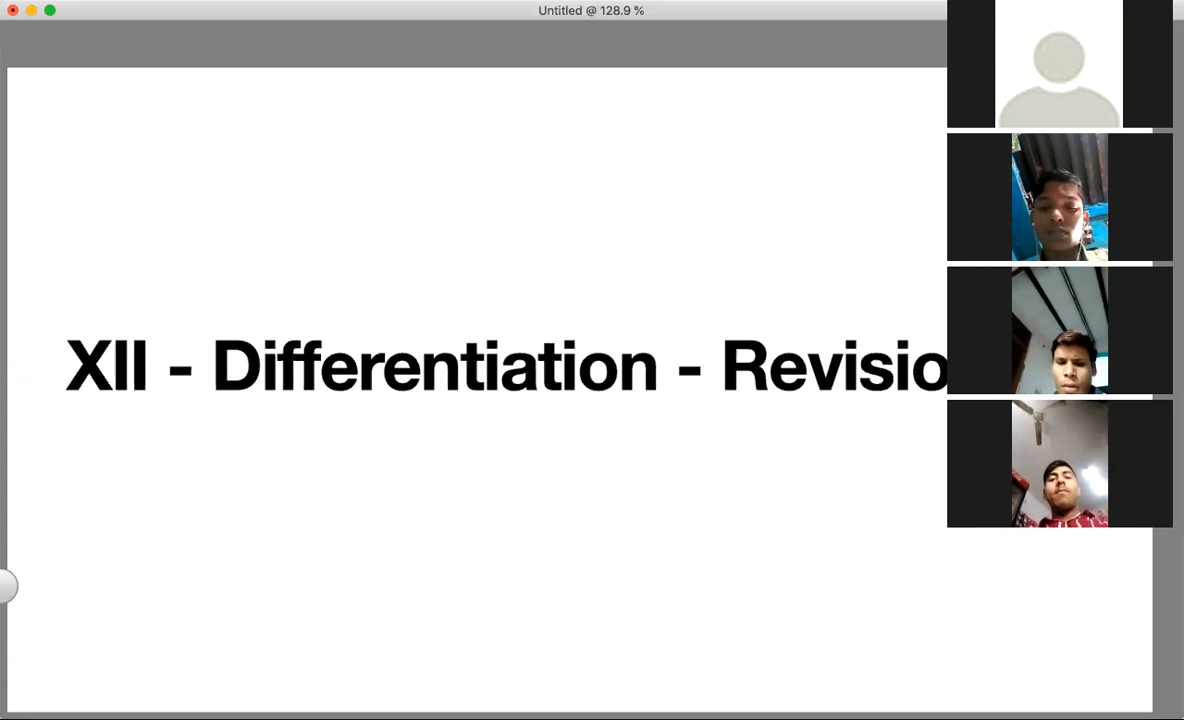 Untitled @ 128.9 %
XII - Differentiation - Revisio